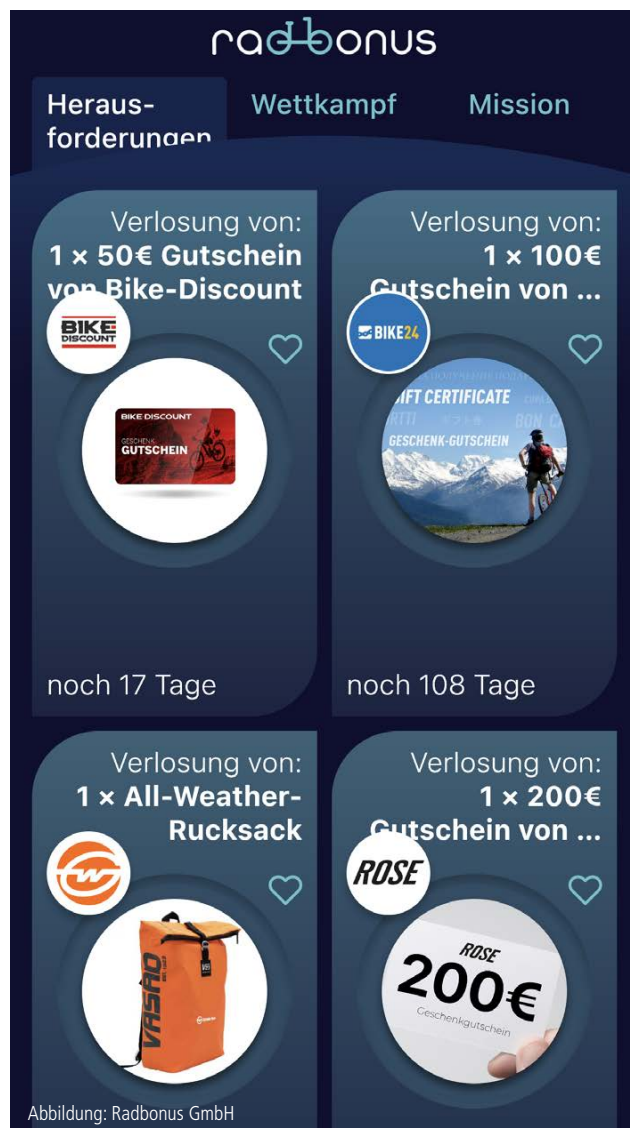 radbonus
Heraus-
forderungen
Wettkampf
Mission
Verlosung von:
1 × 50€ Gutschein
von Bike-Discount
BIKE
DISCOUNT
BIKE DISCOUNT
GESCHENK
GUTSCHEIN
noch 17 Tage
Verlosung von:
1 × 100€
Gutschein von ...
BIKE24
GIFT CERTIFICATE
GESCHENK-GUTSCHEIN
noch 108 Tage
Verlosung von:
1 × All-Weather-
Rucksack
VASAD
Verlosung von:
1 × 200€
Gutschein von ...
ROSE
ROSE
200€
Geschenkgutschein
Abbildung: Radbonus GmbH